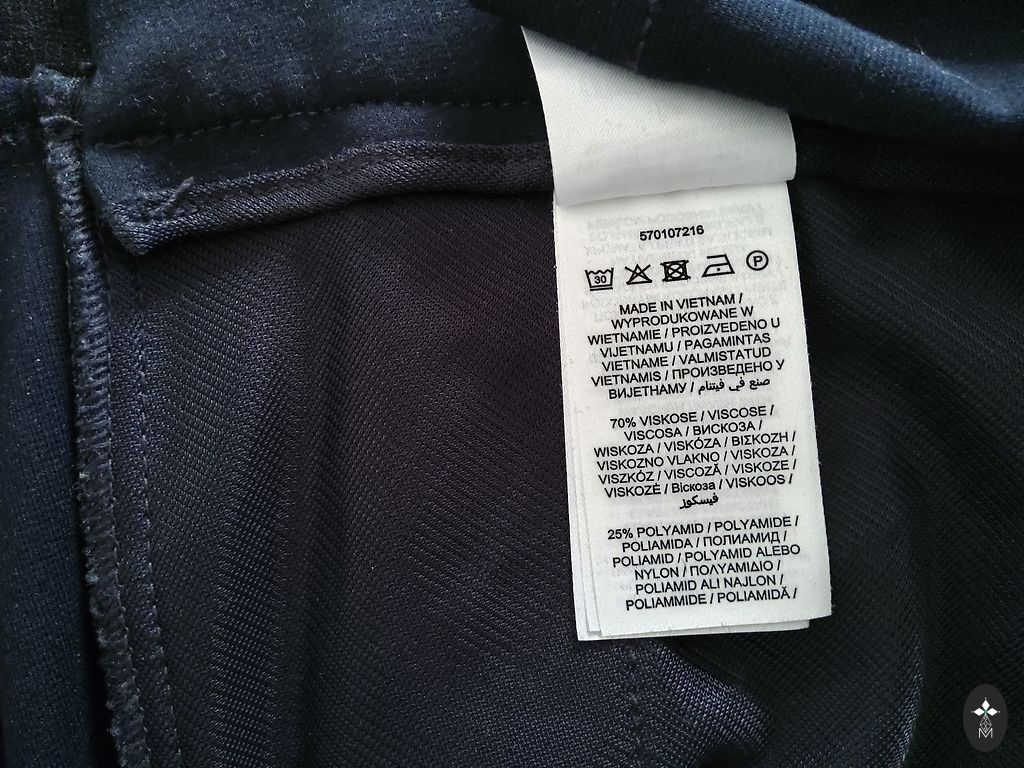 570107216
30
P
MADE IN VIETNAM /
WYPRODUKOWANE W
WIETNAMIE / PROIZVEDENO U
VIJETNAMU / PAGAMINTAS
VIETNAME / VALMISTATUD
VIETNAMIS / ПРОИЗВЕДЕНО У
ВИЈЕТНАМУ / صنع في فيتنام
70% VISKOSE / VISCOSE /
VISCOSA / ВИСКОЗА /
WISKOZA / VISKÓZA / ΒΙΣΚΟΖΗ /
VISKOZNO VLAKNO / VISKOZA /
VISZKÓZ / VISCOZĂ / VISKOZE /
VISKOZĖ / Віскоза / VISKOOS /
فيسكوز
25% POLYAMID / POLYAMIDE /
POLIAMIDA / ПОЛИАМИД /
POLIAMID / POLYAMID ALEBO
NYLON / ΠΟΛΥΑΜΙΔΙΟ /
POLIAMID ALI NAJLON /
POLIAMMIDE / POLIAMIDĂ /
M